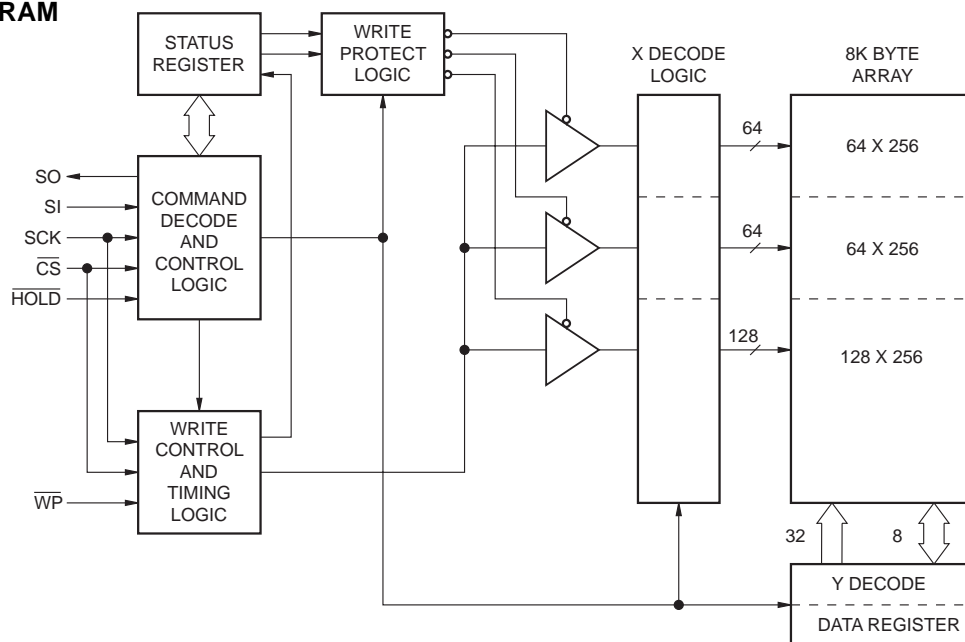 RAM
STATUS
REGISTER
WRITE
PROTECT
LOGIC
X DECODE
LOGIC
8K BYTE
ARRAY
SO
SI
SCK
CS
HOLD
COMMAND
DECODE
AND
CONTROL
LOGIC
64
64 X 256
64
64 X 256
128
128 X 256
WP
WRITE
CONTROL
AND
TIMING
LOGIC
32
8
Y DECODE
DATA REGISTER